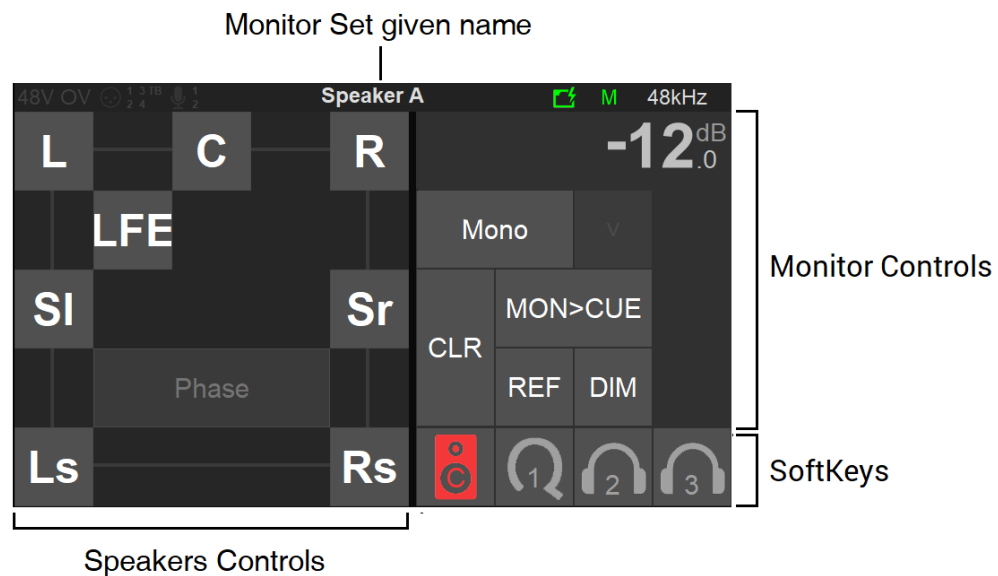 Monitor Set given name
48V OV 1 3 TB 2 4 1 2 Speaker A M 48kHz
L C R -12.0 dB
LFE Mono V
Sl Sr MON>CUE
CLR
Phase REF DIM
Ls Rs C 1 2 3
Monitor Controls
SoftKeys
Speakers Controls